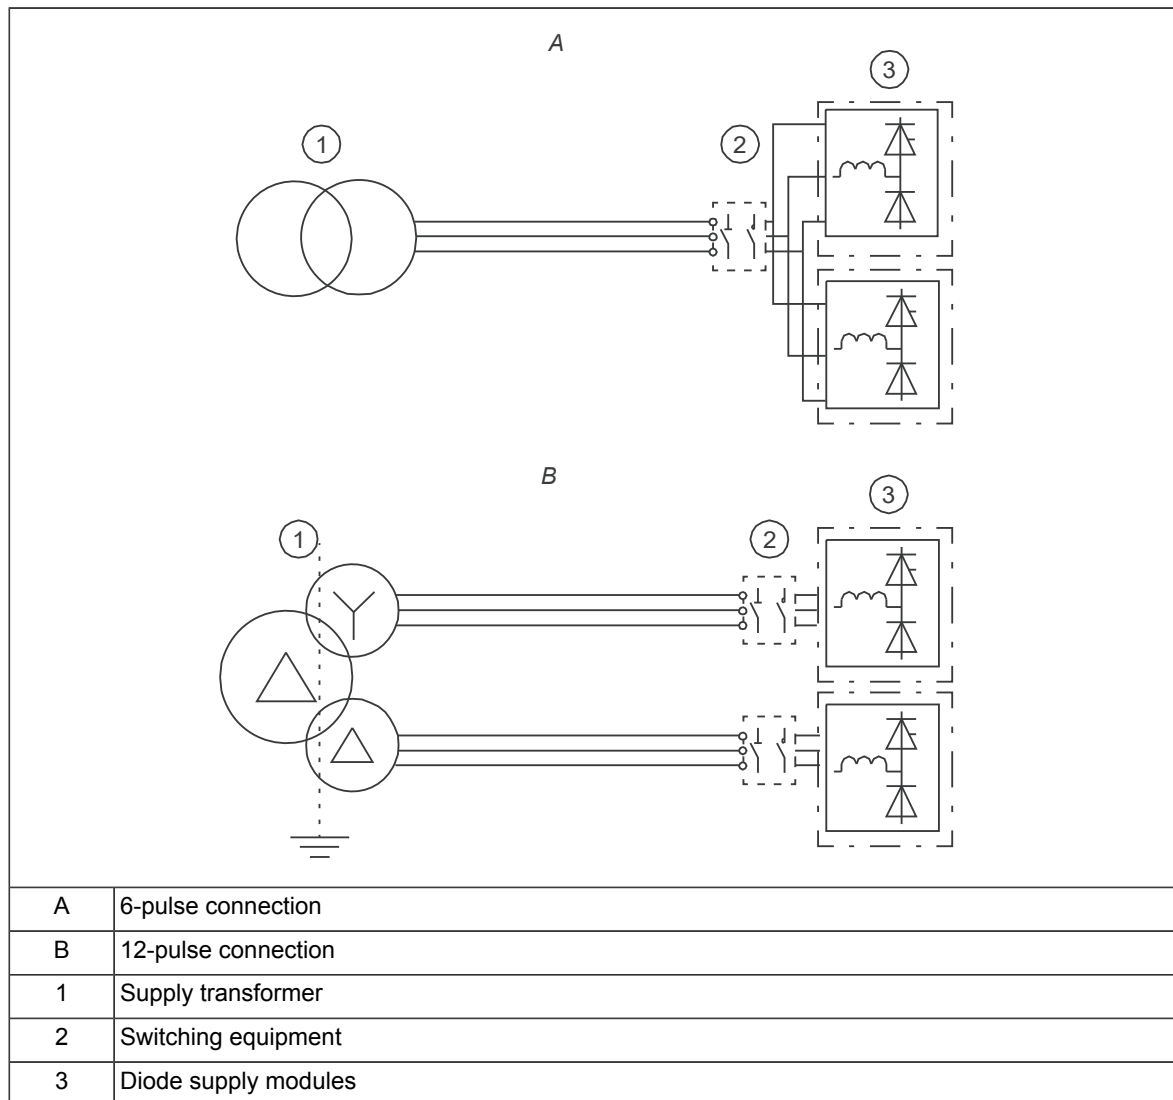 A
3
1
2
B
3
1
2
A 6-pulse connection
B 12-pulse connection
1 Supply transformer
2 Switching equipment
3 Diode supply modules